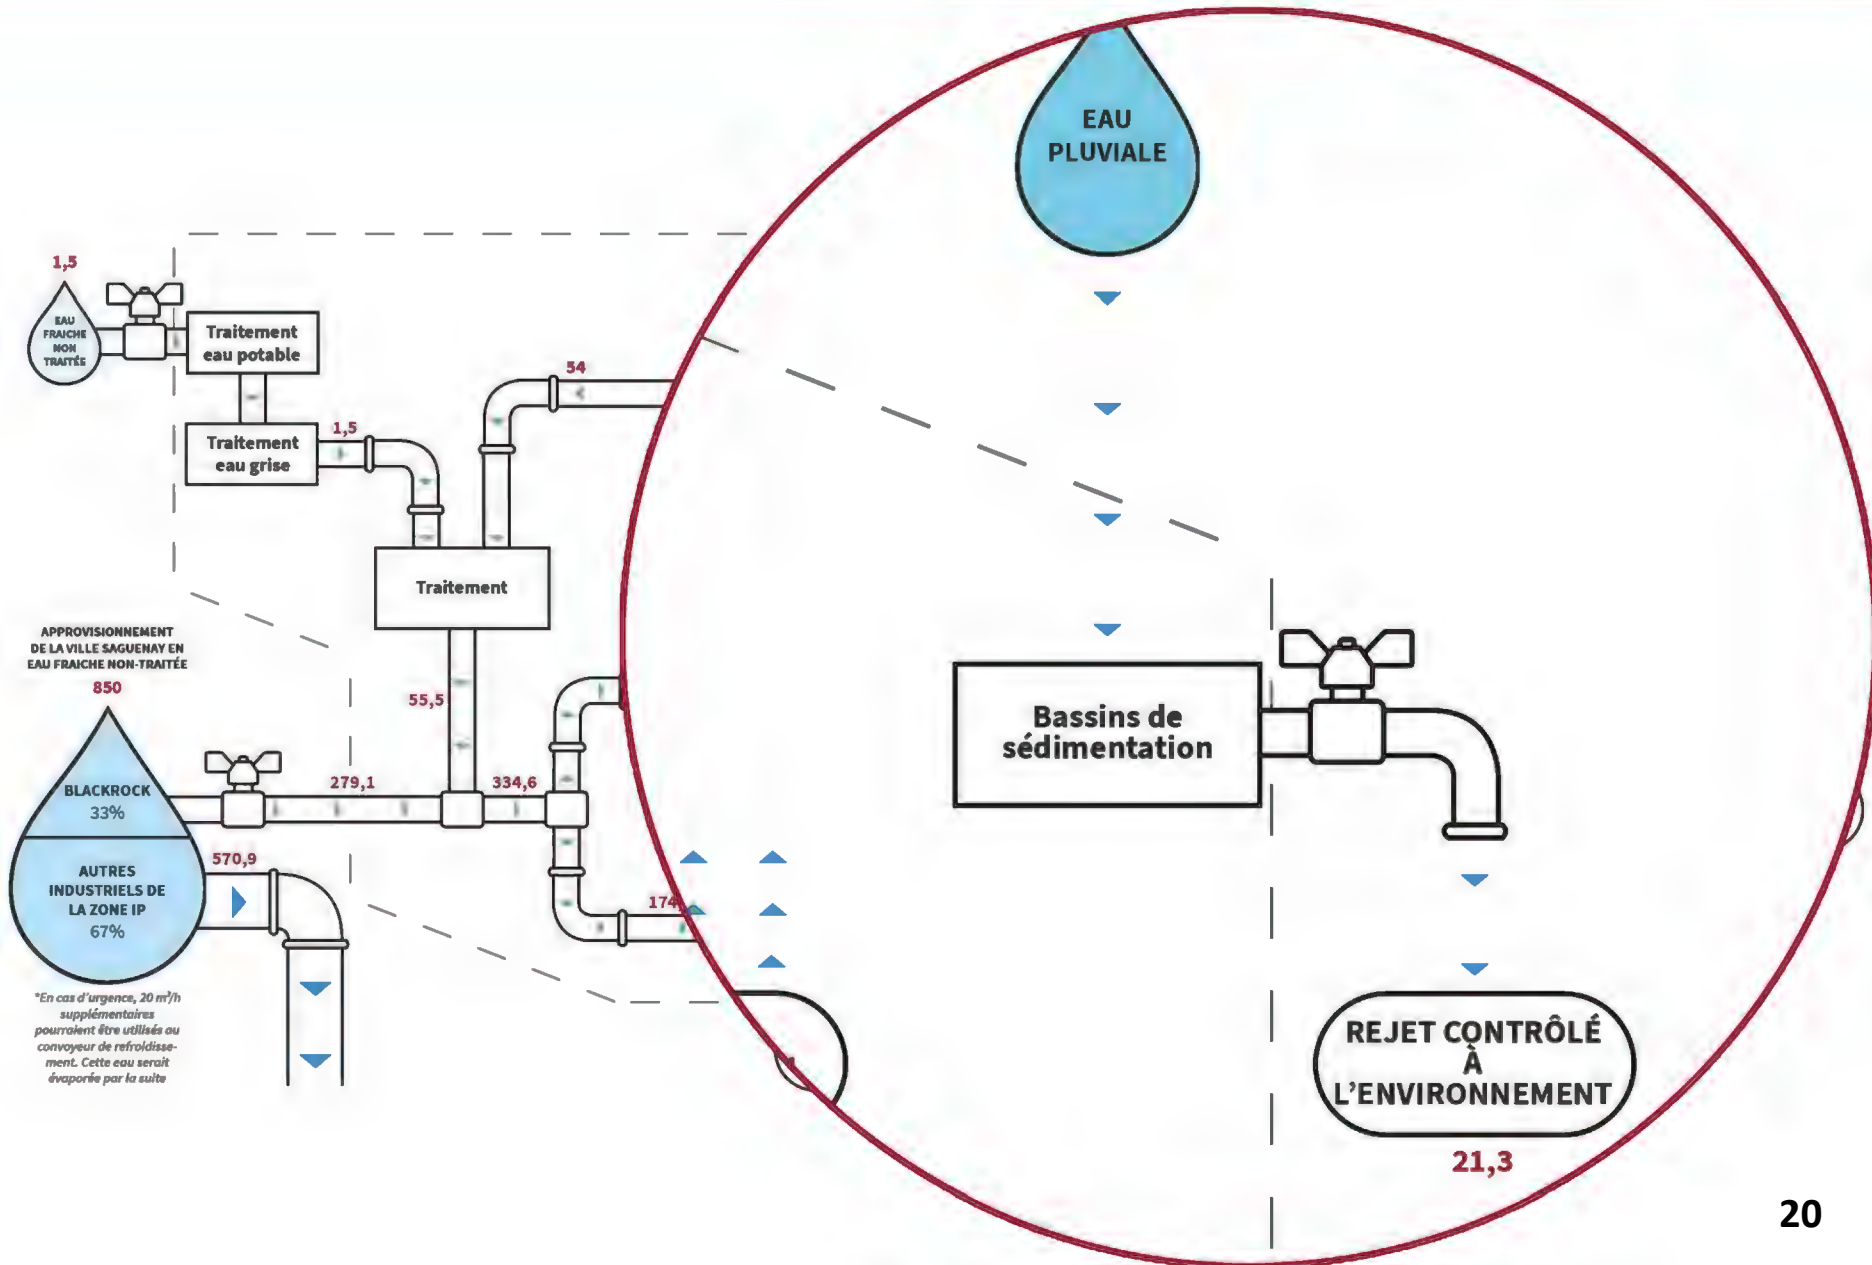 EAU
PLUVIALE
1,5
EAU
FRAICHE
NON
TRAITÉE
Traitement
eau potable
54
Traitement
eau grise
1,5
Traitement
APPROVISIONNEMENT
DE LA VILLE SAGUENAY EN
EAU FRAICHE NON-TRAITÉE
850
55,5
BLACKROCK
33%
279,1
334,6
AUTRES
INDUSTRIELS DE
LA ZONE IP
67%
570,9
174,
*En cas d'urgence, 20 m³/h
supplémentaires
pourraient être utilisés au
convoyeur de refroidisse-
ment. Cette eau serait
évaporée par la suite
Bassins de
sédimentation
REJET CONTRÔLÉ
À
L'ENVIRONNEMENT
21,3
20